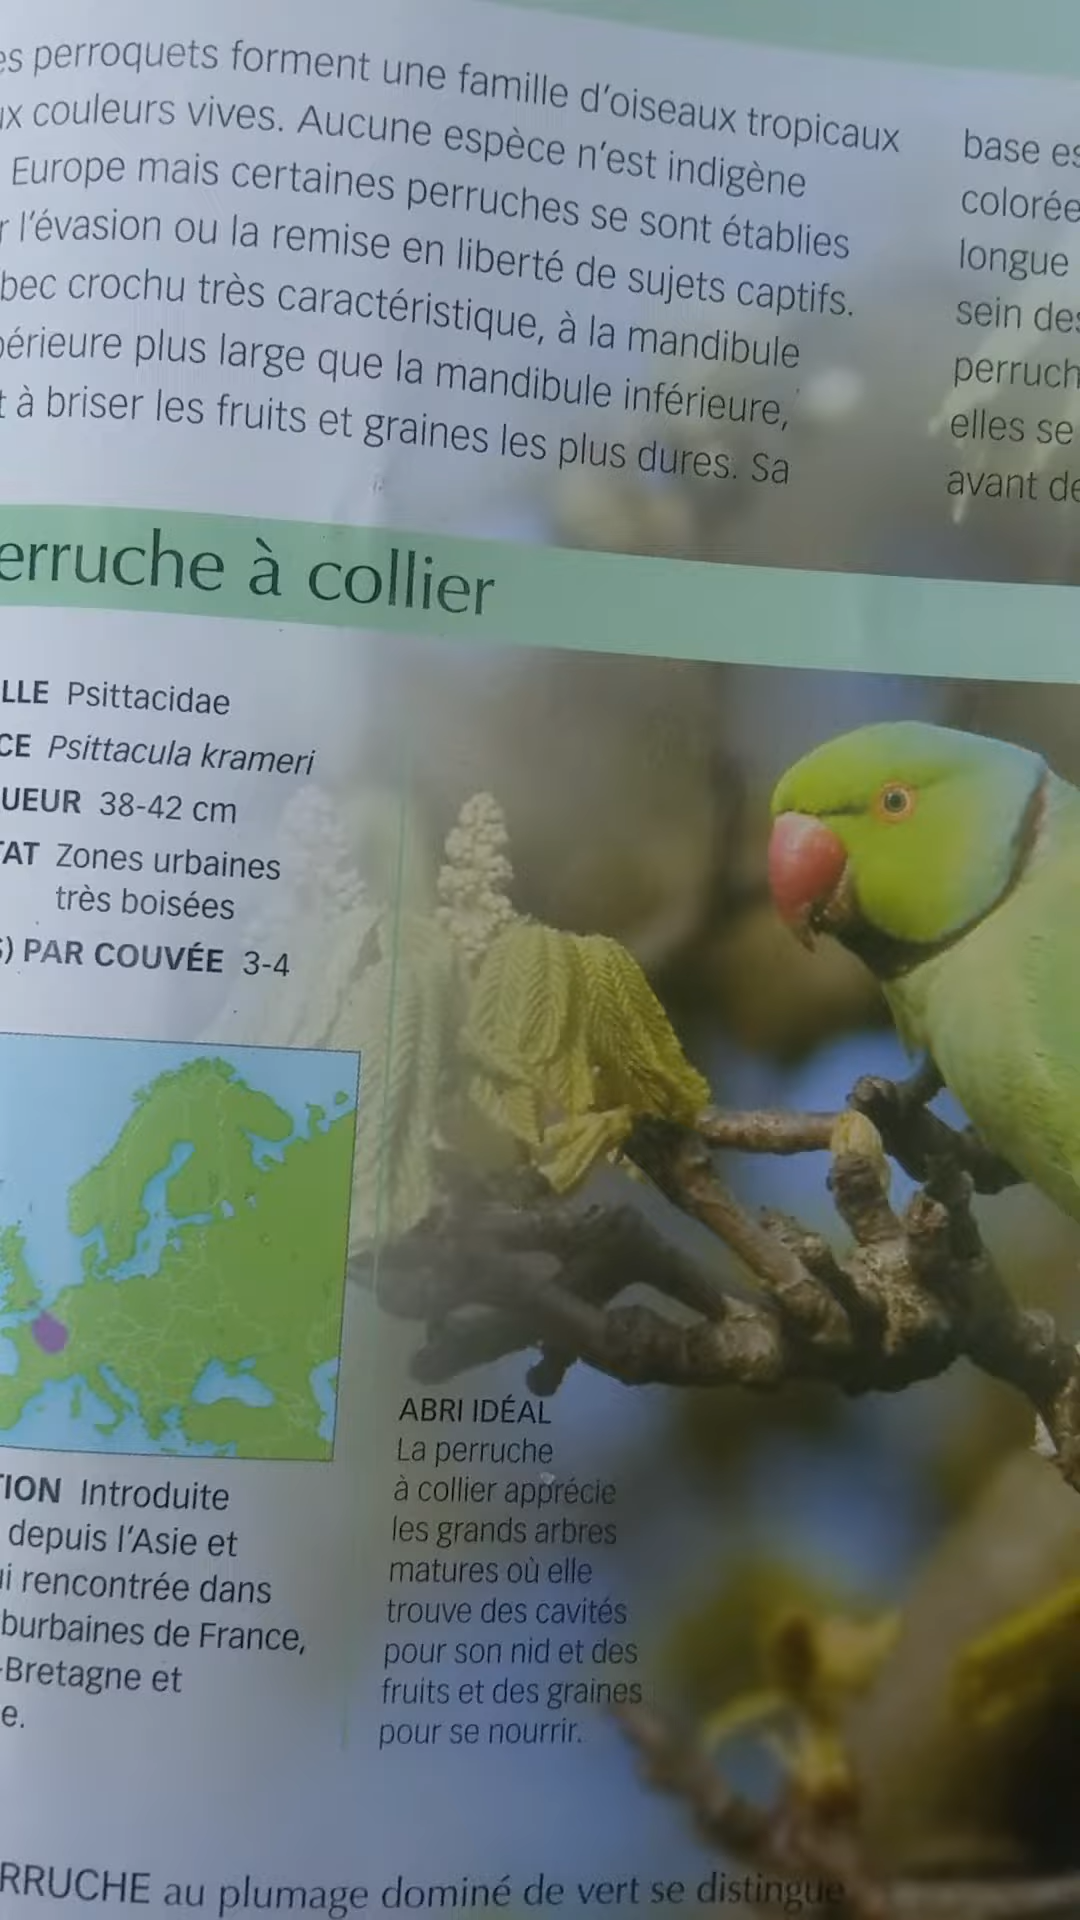 es perroquets forment une famille d'oiseaux tropicaux
ux couleurs vives. Aucune espèce n'est indigène
Europe mais certaines perruches se sont établies
r l'évasion ou la remise en liberté de sujets captifs.
bec crochu très caractéristique, à la mandibule
périeure plus large que la mandibule inférieure,
t à briser les fruits et graines les plus dures. Sa
base es
colorée
longue
sein des
perruch
elles se
avant de
erruche à collier
LLE Psittacidae
CE Psittacula krameri
UEUR 38-42 cm
TAT Zones urbaines
très boisées
S) PAR COUVÉE 3-4
TION Introduite
depuis l'Asie et
ui rencontrée dans
burbaines de France,
-Bretagne et
e.
ABRI IDÉAL
La perruche
à collier apprécie
les grands arbres
matures où elle
trouve des cavités
pour son nid et des
fruits et des graines
pour se nourrir.
RRUCHE au plumage dominé de vert se distingue